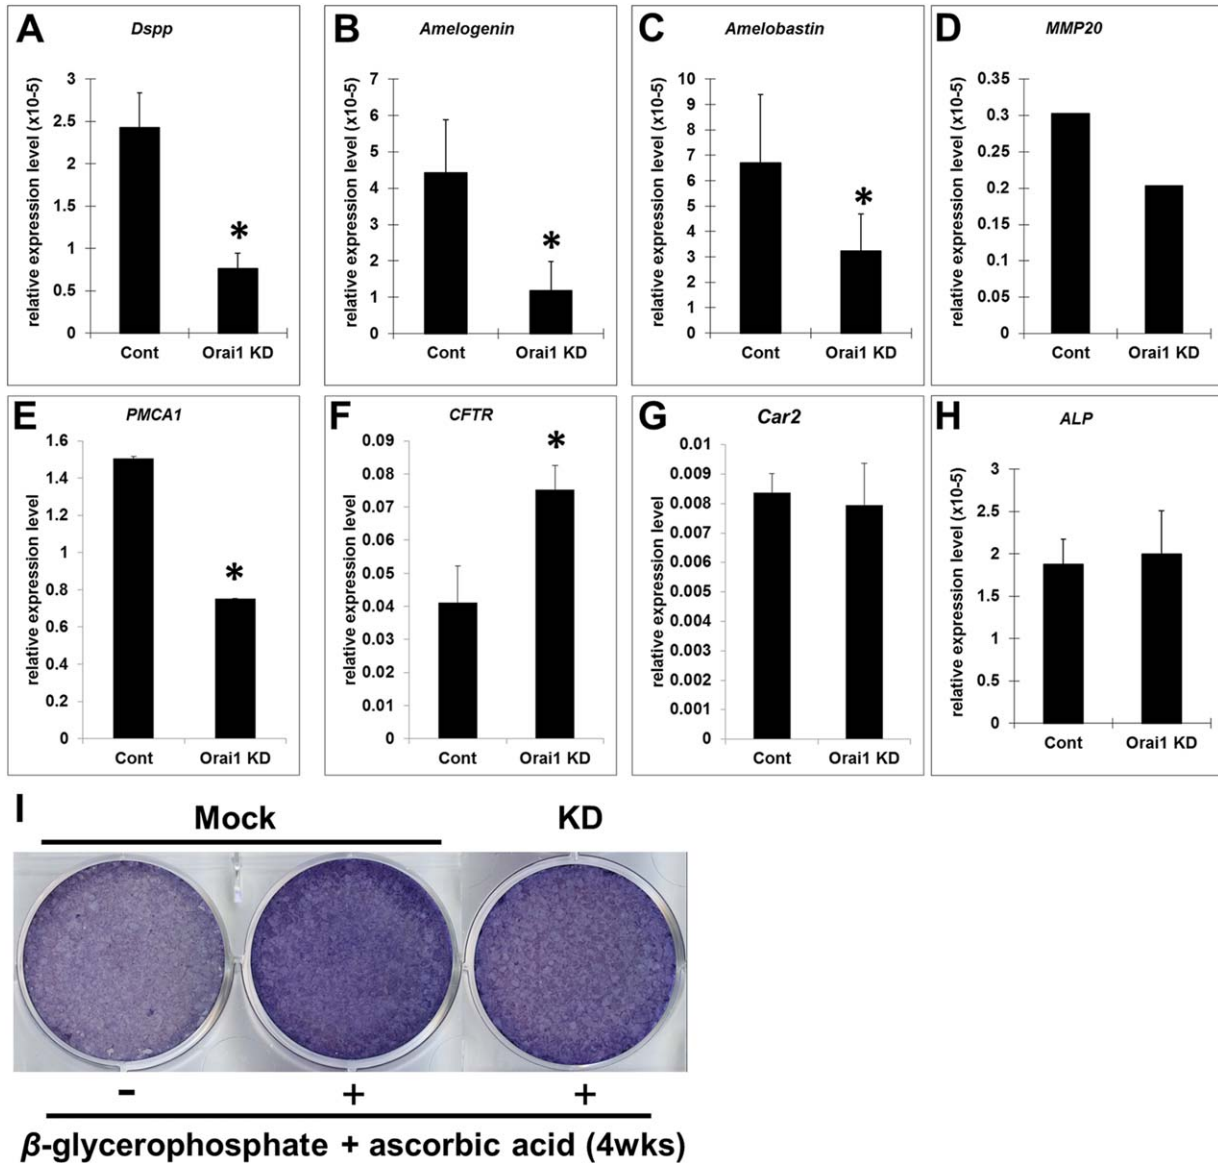 A
Dspp
relative expression level (x10-5)
3
2.5
2
1.5
1
0.5
0
*
Cont Orai1 KD
B
Amelogenin
relative expression level (x10-5)
7
6
5
4
3
2
1
0
*
Cont Orai1 KD
C
Amelobastin
relative expression level (x10-5)
10
9
8
7
6
5
4
3
2
1
0
*
Cont Orai1 KD
D
MMP20
relative expression level (x10-5)
0.35
0.3
0.25
0.2
0.15
0.1
0.05
0
Cont Orai1 KD
E
PMCA1
relative expression level
1.6
1.4
1.2
1
0.8
0.6
0.4
0.2
0
*
Cont Orai1 KD
F
CFTR
relative expression level
0.09
0.08
0.07
0.06
0.05
0.04
0.03
0.02
0.01
0
*
Cont Orai1 KD
G
Car2
relative expression level
0.01
0.009
0.008
0.007
0.006
0.005
0.004
0.003
0.002
0.001
0
Cont Orai1 KD
H
ALP
relative expression level (x10-5)
3
2.5
2
1.5
1
0.5
0
Cont Orai1 KD
I
Mock KD
- + +
β-glycerophosphate + ascorbic acid (4wks)